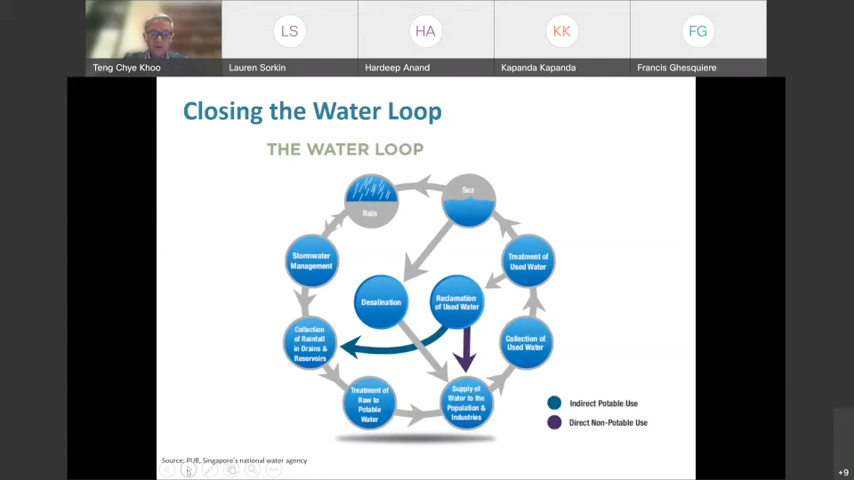 LS
HA
KK
FG
Teng Chye Khoo
Lauren Sorkin
Hardeep Anand
Kapanda Kapanda
Francis Ghesquiere
Closing the Water Loop
THE WATER LOOP
Rain
Sea
Stormwater
Management
Treatment of
Used Water
Desalination
Reclamation
of Used Water
Collection
of Rainfall
in Drains &
Reservoirs
Collection of
Used Water
Treatment of
Raw to
Potable
Water
Supply of
Water to the
Population &
Industries
Indirect Potable Use
Direct Non-Potable Use
Source: PUB, Singapore's national water agency
+9